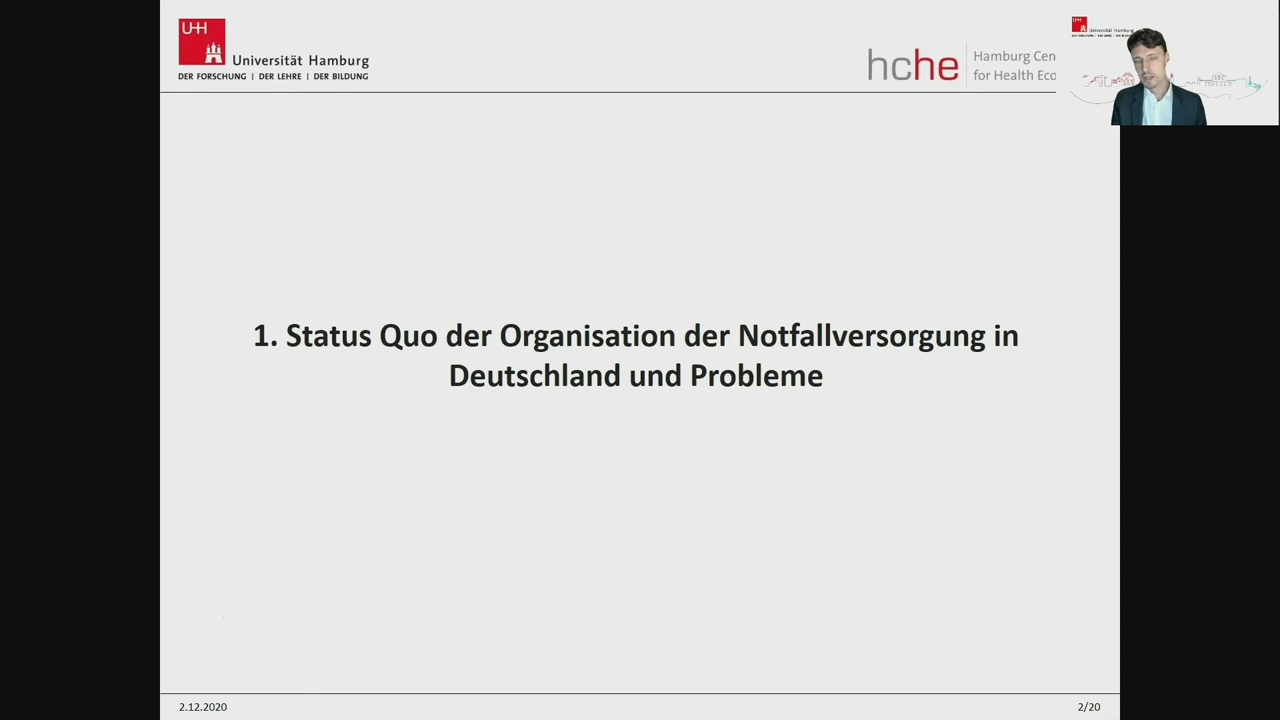 UHH
Universität Hamburg
DER FORSCHUNG | DER LEHRE | DER BILDUNG
hche
Hamburg Cen
for Health Eco
1. Status Quo der Organisation der Notfallversorgung in
Deutschland und Probleme
2.12.2020
2/20